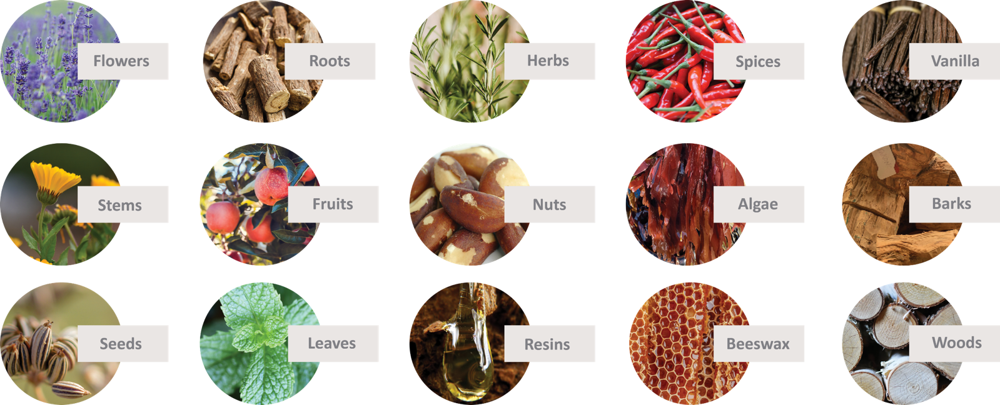 Flowers
Roots
Herbs
Spices
Vanilla
Stems
Fruits
Nuts
Algae
Barks
Seeds
Leaves
Resins
Beeswax
Woods